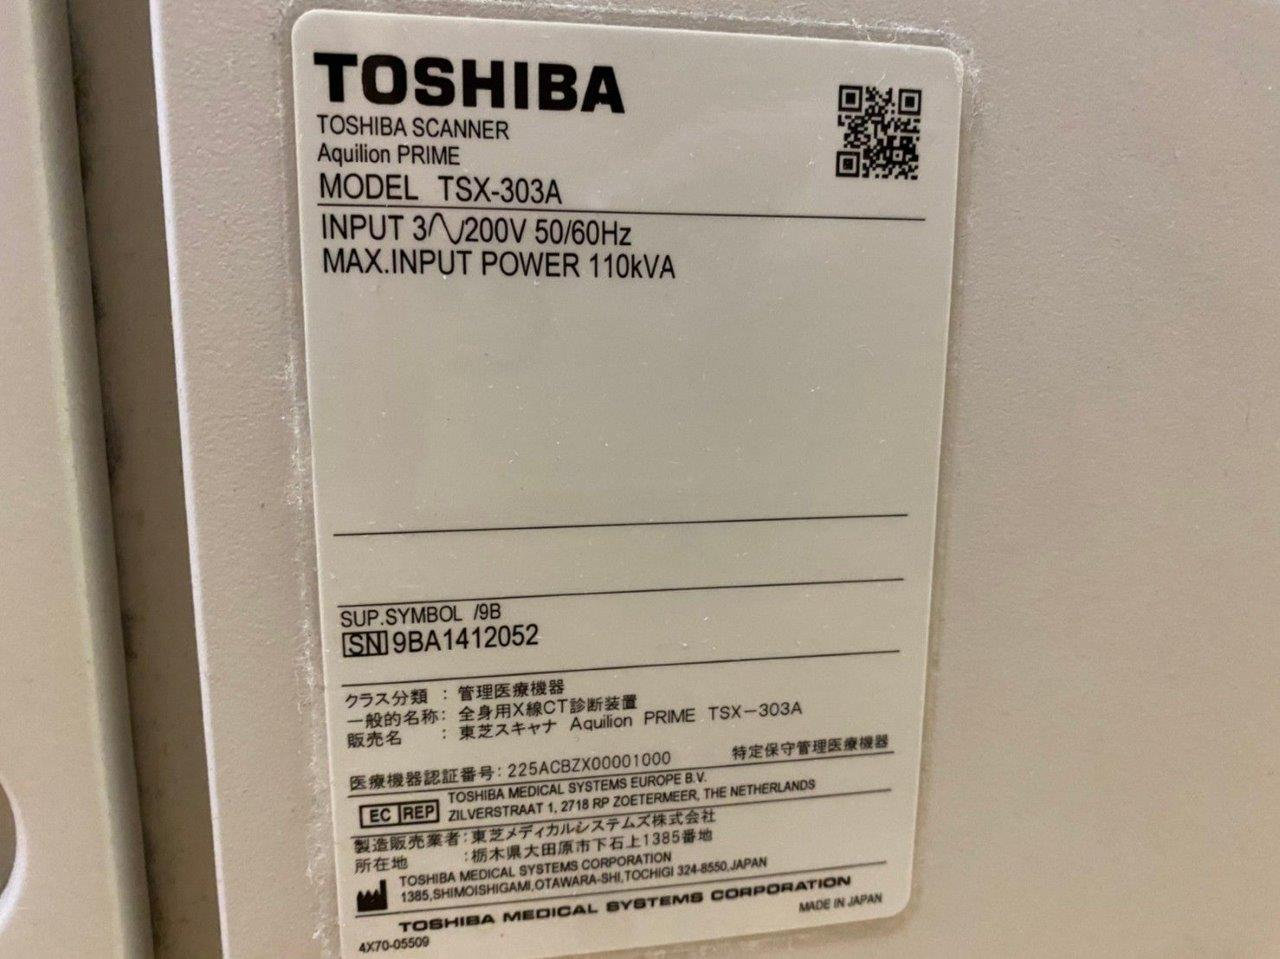 TOSHIBA
TOSHIBA SCANNER
Aquilion PRIME
MODEL TSX-303A
INPUT 3∿200V 50/60Hz
MAX.INPUT POWER 110kVA
SUP.SYMBOL /9B
SN 9BA1412052
クラス分類 : 管理医療機器
一般的名称: 全身用X線CT診断装置
販売名 : 東芝スキャナ Aquilion PRIME TSX-303A
医療機器認証番号: 225ACBZX00001000 特定保守管理医療機器
EC REP
TOSHIBA MEDICAL SYSTEMS EUROPE B.V.
ZILVERSTRAAT 1, 2718 RP ZOETERMEER, THE NETHERLANDS
製造販売業者:東芝メディカルシステムズ株式会社
所在地 :栃木県大田原市下石上1385番地
TOSHIBA MEDICAL SYSTEMS CORPORATION
1385,SHIMOISHIGAMI,OTAWARA-SHI,TOCHIGI 324-8550,JAPAN
TOSHIBA MEDICAL SYSTEMS CORPORATION
MADE IN JAPAN
4X70-05509